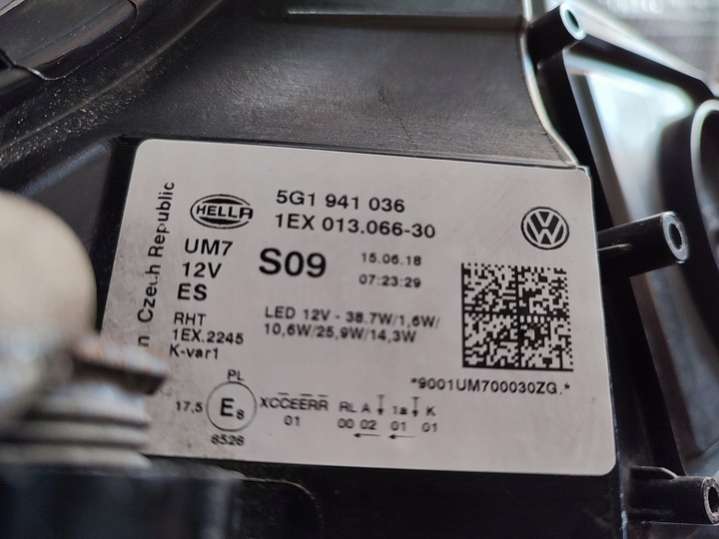 Czech Republic
HELLA
5G1 941 036
1EX 013.066-30
UM7
12V
ES
S09
15.06.18
07:23:29
RHT
1EX.2245
K-var1
LED 12V - 38.7W/1,6W/
10,6W/25,9W/14,3W
*9001UM700030ZG.*
PL
17,5
E8
6526
XCCEERR RL A 1a K
01 00 02 01 01